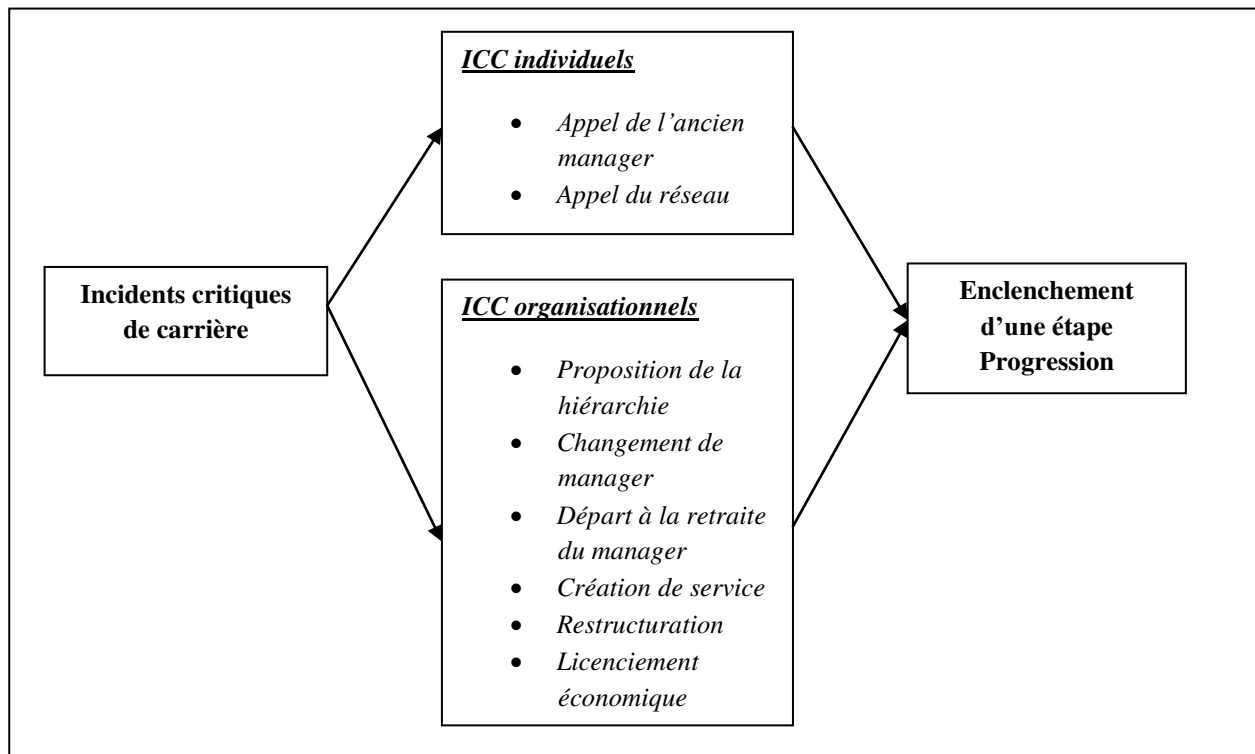 ICC individuels
• Appel de l’ancien
manager
• Appel du réseau
Incidents critiques
de carrière
ICC organisationnels
• Proposition de la
hiérarchie
• Changement de
manager
• Départ à la retraite
du manager
• Création de service
• Restructuration
• Licenciement
économique
Enclenchement
d’une étape
Progression